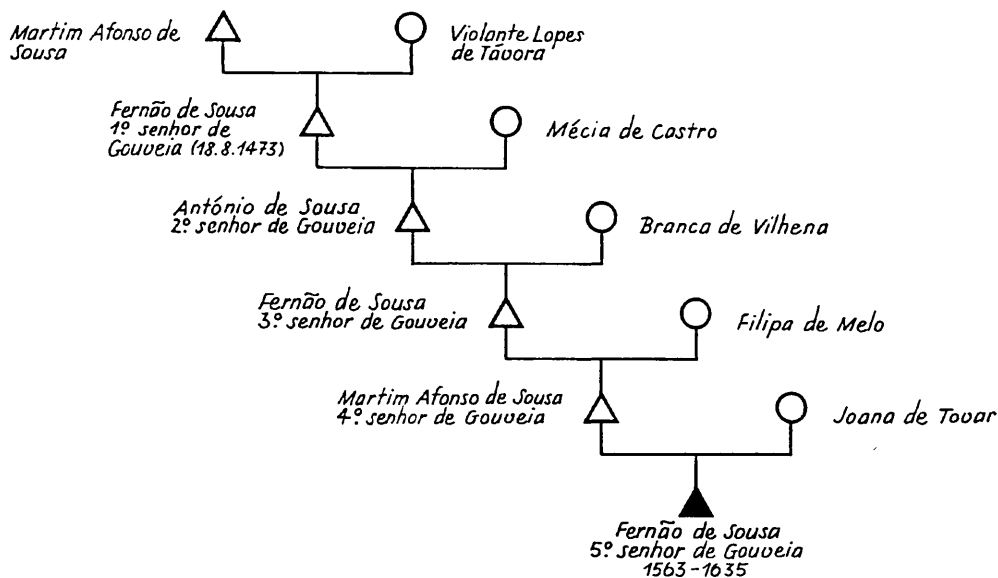 Martim Afonso de
Sousa
Violante Lopes
de Távora
Fernão de Sousa
1º senhor de
Gouveia (18.8.1473)
Mécia de Castro
António de Sousa
2º senhor de Gouveia
Branca de Vilhena
Fernão de Sousa
3º senhor de Gouveia
Filipa de Melo
Martim Afonso de Sousa
4º senhor de Gouveia
Joana de Tovar
Fernão de Sousa
5º senhor de Gouveia
1563-1635